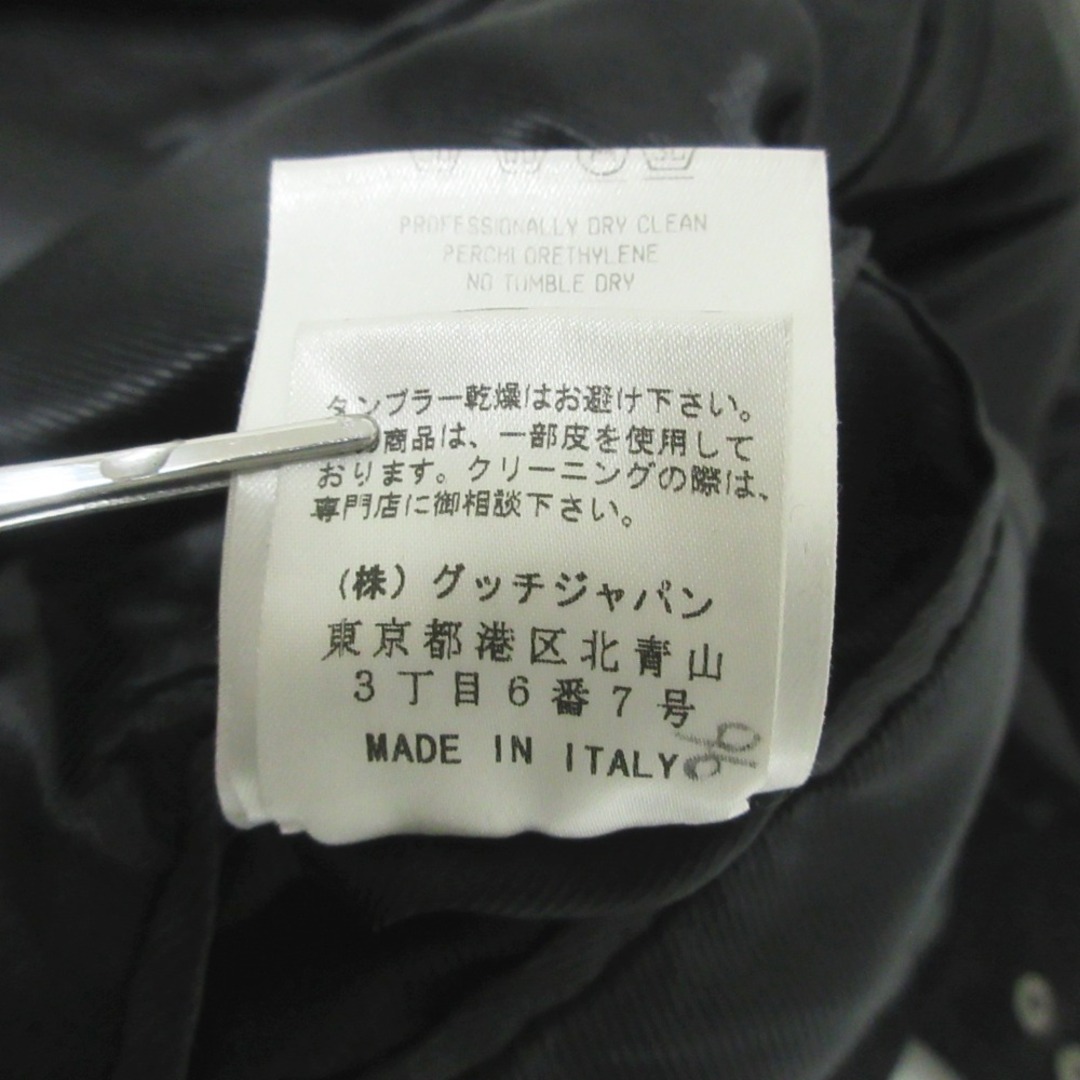 PROFESSIONALLY DRY CLEAN
PERCHLORETHYLENE
NO TUMBLE DRY
タンブラー乾燥はお避け下さい。
商品は、一部皮を使用して
おります。クリーニングの際は、
専門店に御相談下さい。
(株)グッチジャパン
東京都港区北青山
3丁目6番7号
MADE IN ITALY 96